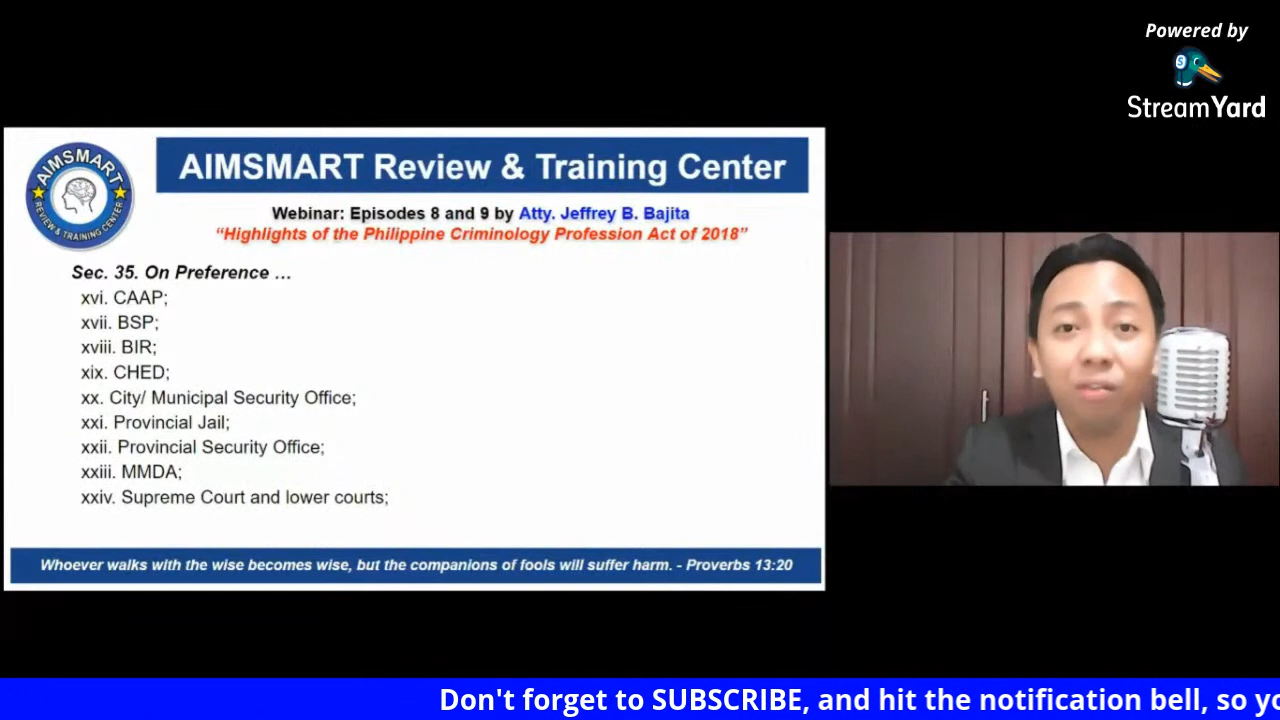 Powered by
StreamYard
AIMSMART
REVIEW & TRAINING CENTER
AIMSMART Review & Training Center
Webinar: Episodes 8 and 9 by Atty. Jeffrey B. Bajita
“Highlights of the Philippine Criminology Profession Act of 2018”
Sec. 35. On Preference …
xvi. CAAP;
xvii. BSP;
xviii. BIR;
xix. CHED;
xx. City/ Municipal Security Office;
xxi. Provincial Jail;
xxii. Provincial Security Office;
xxiii. MMDA;
xxiv. Supreme Court and lower courts;
Whoever walks with the wise becomes wise, but the companions of fools will suffer harm. - Proverbs 13:20
Don't forget to SUBSCRIBE, and hit the notification bell, so yo